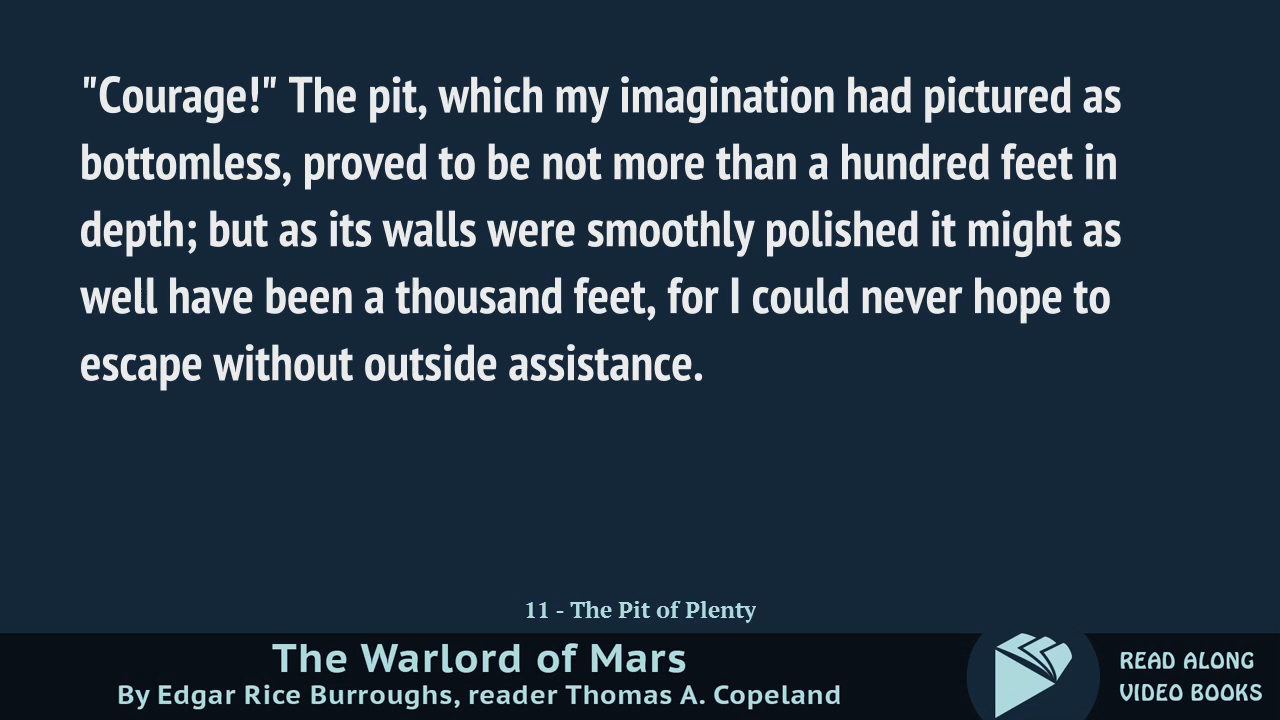 "Courage!" The pit, which my imagination had pictured as
bottomless, proved to be not more than a hundred feet in
depth; but as its walls were smoothly polished it might as
well have been a thousand feet, for I could never hope to
escape without outside assistance.
11 - The Pit of Plenty
The Warlord of Mars
By Edgar Rice Burroughs, reader Thomas A. Copeland
READ ALONG
VIDEO BOOKS